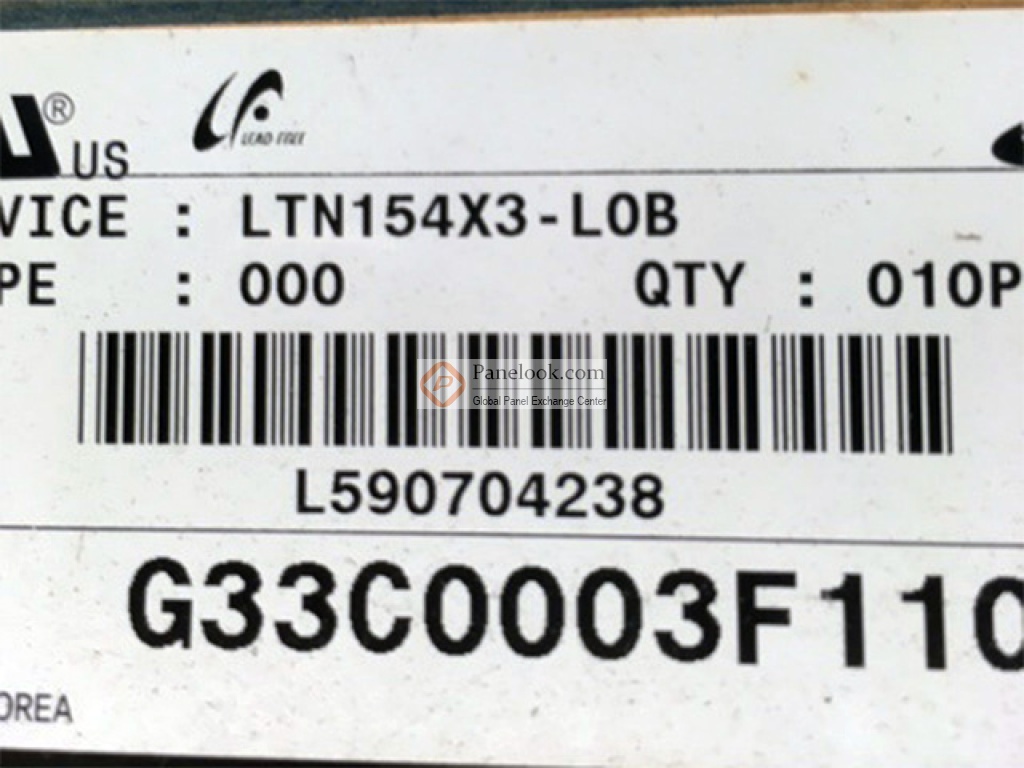 ® US
LEAD FREE
VICE : LTN154X3-L0B
PE : 000 QTY : 010P
Panelook.com
Global Panel Exchange Center
L590704238
G33C0003F110
OREA